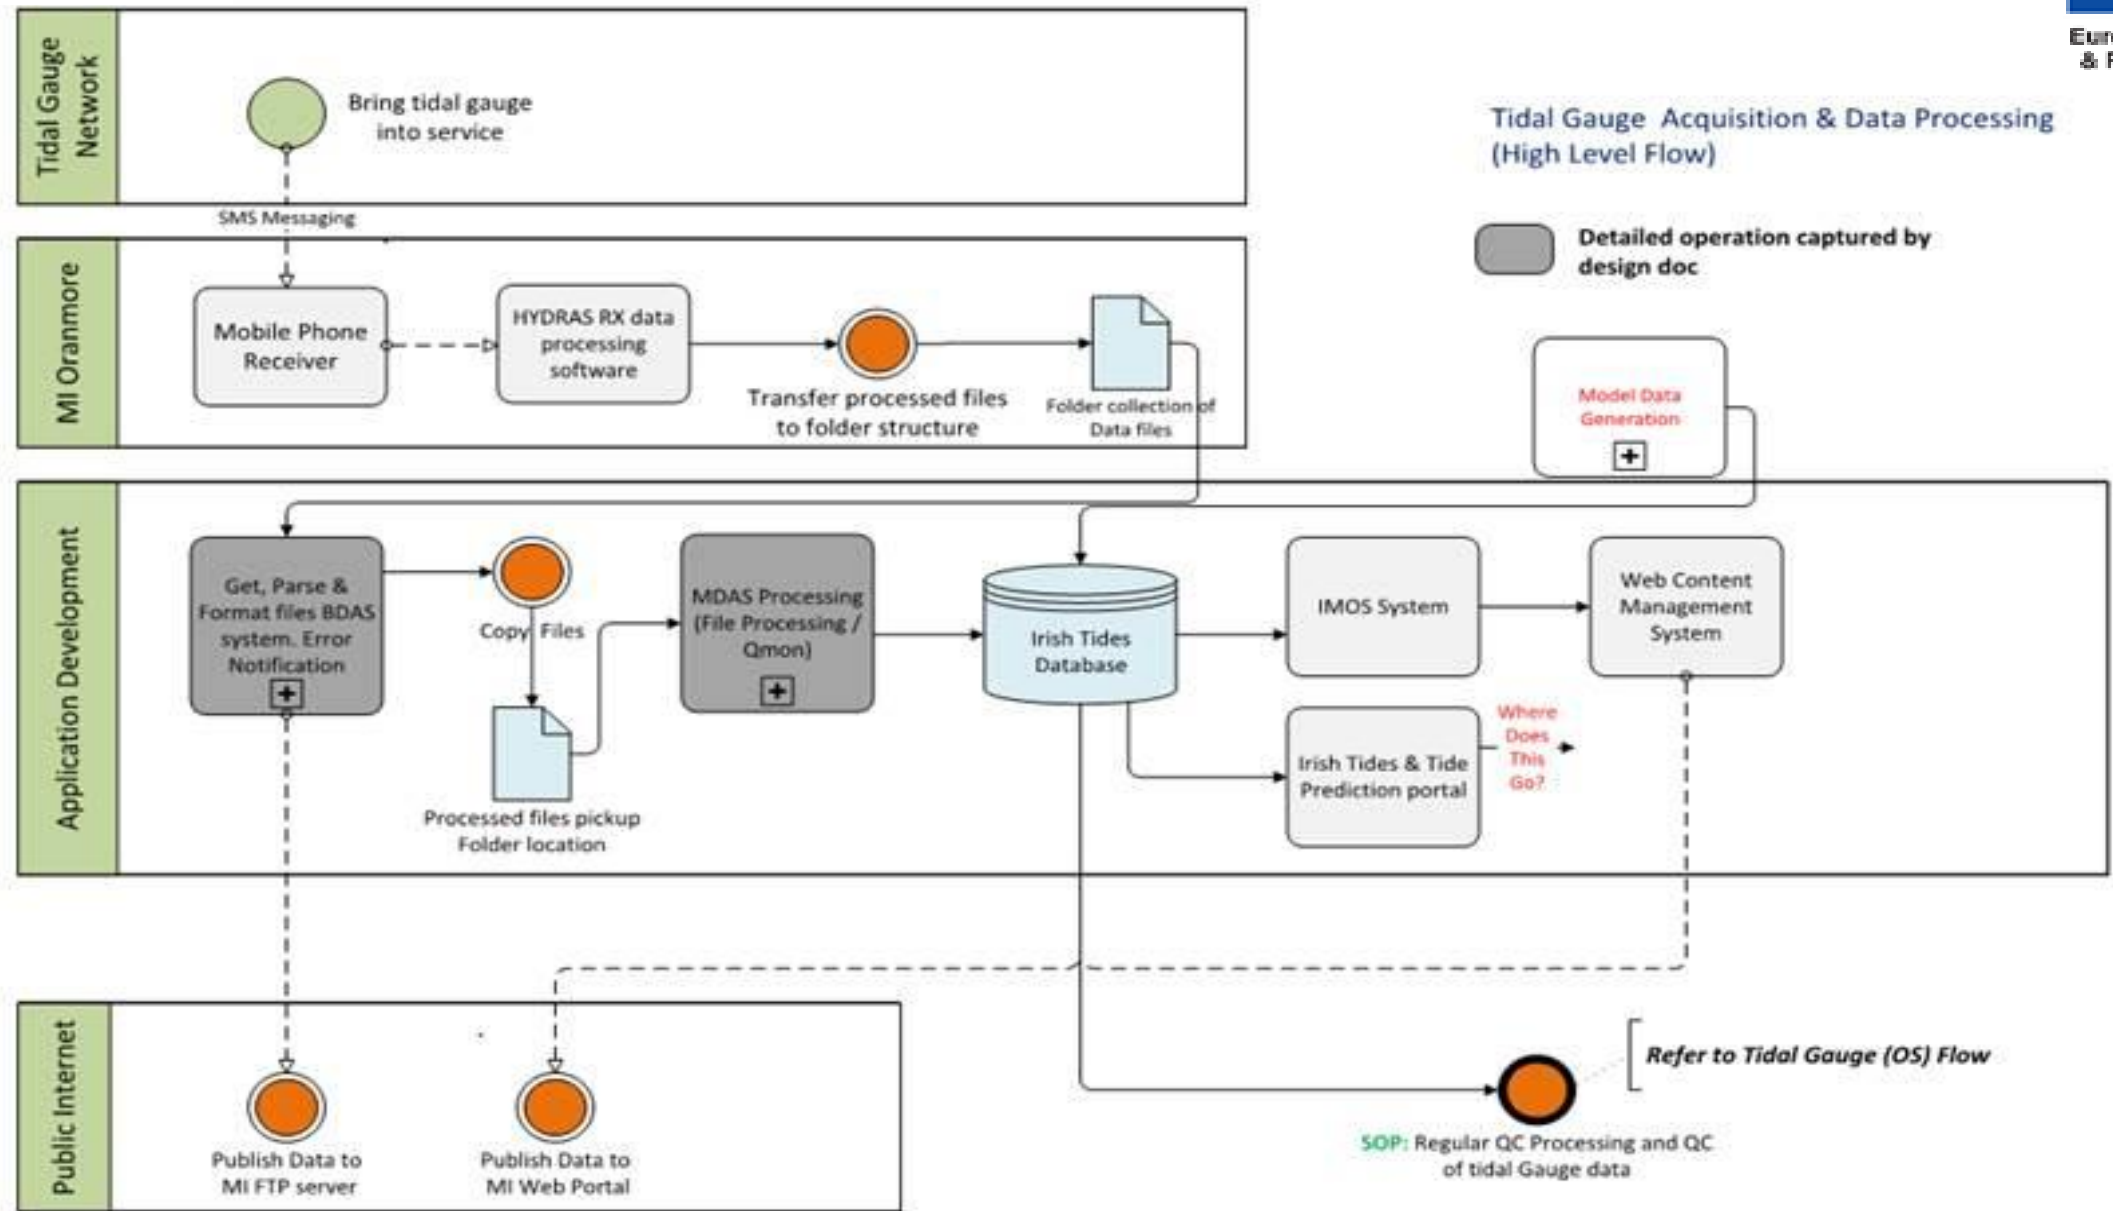 Tidal Gauge
Network
Bring tidal gauge
into service
SMS Messaging
Tidal Gauge Acquisition & Data Processing
(High Level Flow)
Detailed operation captured by
design doc
MI Oranmore
Mobile Phone
Receiver
HYDRAS RX data
processing
software
Transfer processed files
to folder structure
Folder collection of
Data files
Model Data
Generation
Application Development
Get, Parse &
Format files BDAS
system. Error
Notification
Copy Files
Processed files pickup
Folder location
MDAS Processing
(File Processing /
Qmon)
Irish Tides
Database
IMOS System
Web Content
Management
System
Irish Tides & Tide
Prediction portal
Where
Does
This
Go?
Public Internet
Publish Data to
MI FTP server
Publish Data to
MI Web Portal
Refer to Tidal Gauge (OS) Flow
SOP: Regular QC Processing and QC
of tidal Gauge data